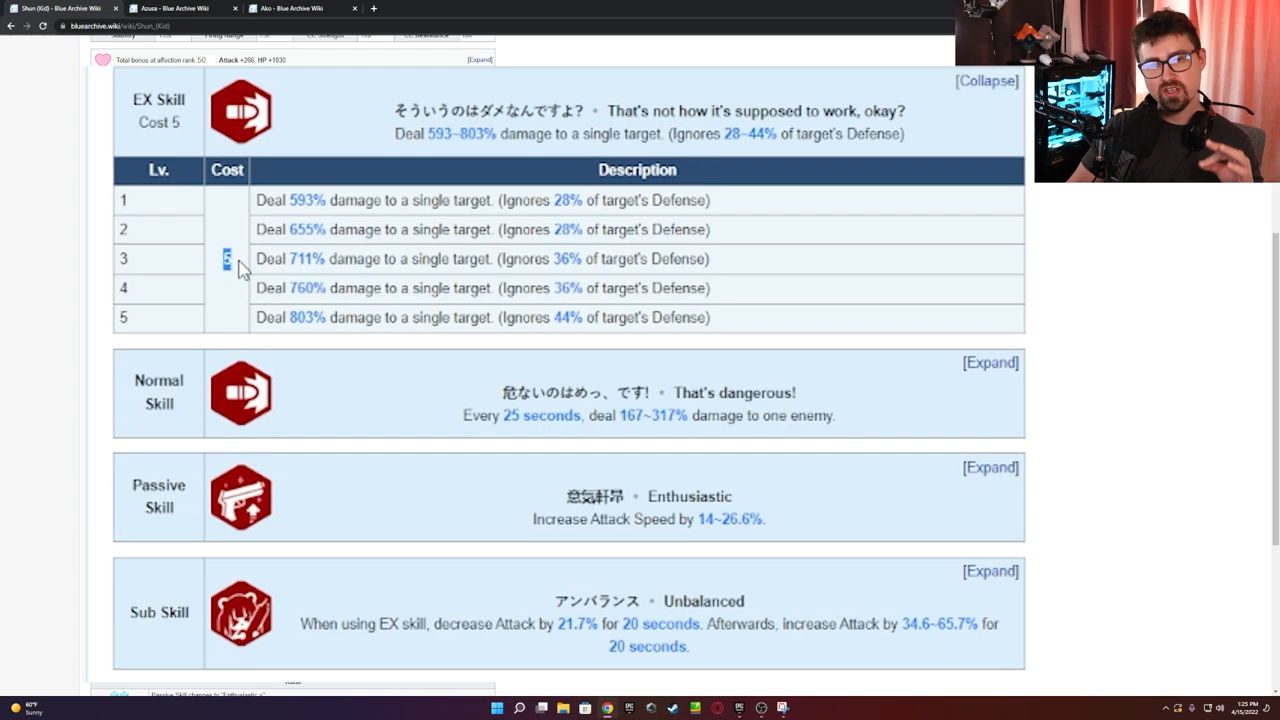 Shun (Kid) - Blue Archive Wiki
Azusa - Blue Archive Wiki
Ako - Blue Archive Wiki
bluearchive.wiki/wiki/Shun_(Kid)
Total bonus at affection rank 50 : Attack +266, HP +1030
[Expand]
EX Skill
Cost 5
[Collapse]
そういうのはダメなんですよ? • That's not how it's supposed to work, okay?
Deal 593~803% damage to a single target. (Ignores 28~44% of target's Defense)
Lv. Cost Description
1 Deal 593% damage to a single target. (Ignores 28% of target's Defense)
2 Deal 655% damage to a single target. (Ignores 28% of target's Defense)
3 5 Deal 711% damage to a single target. (Ignores 36% of target's Defense)
4 Deal 760% damage to a single target. (Ignores 36% of target's Defense)
5 Deal 803% damage to a single target. (Ignores 44% of target's Defense)
Normal
Skill
[Expand]
危ないのはめっ、です! • That's dangerous!
Every 25 seconds, deal 167~317% damage to one enemy.
Passive
Skill
[Expand]
意気軒昂 • Enthusiastic
Increase Attack Speed by 14~26.6%.
Sub Skill
[Expand]
アンバランス • Unbalanced
When using EX skill, decrease Attack by 21.7% for 20 seconds. Afterwards, increase Attack by 34.6~65.7% for
20 seconds.
Passive Skill changes to "Enthusiastic +"
60°F
Sunny
1:25 PM
4/15/2022